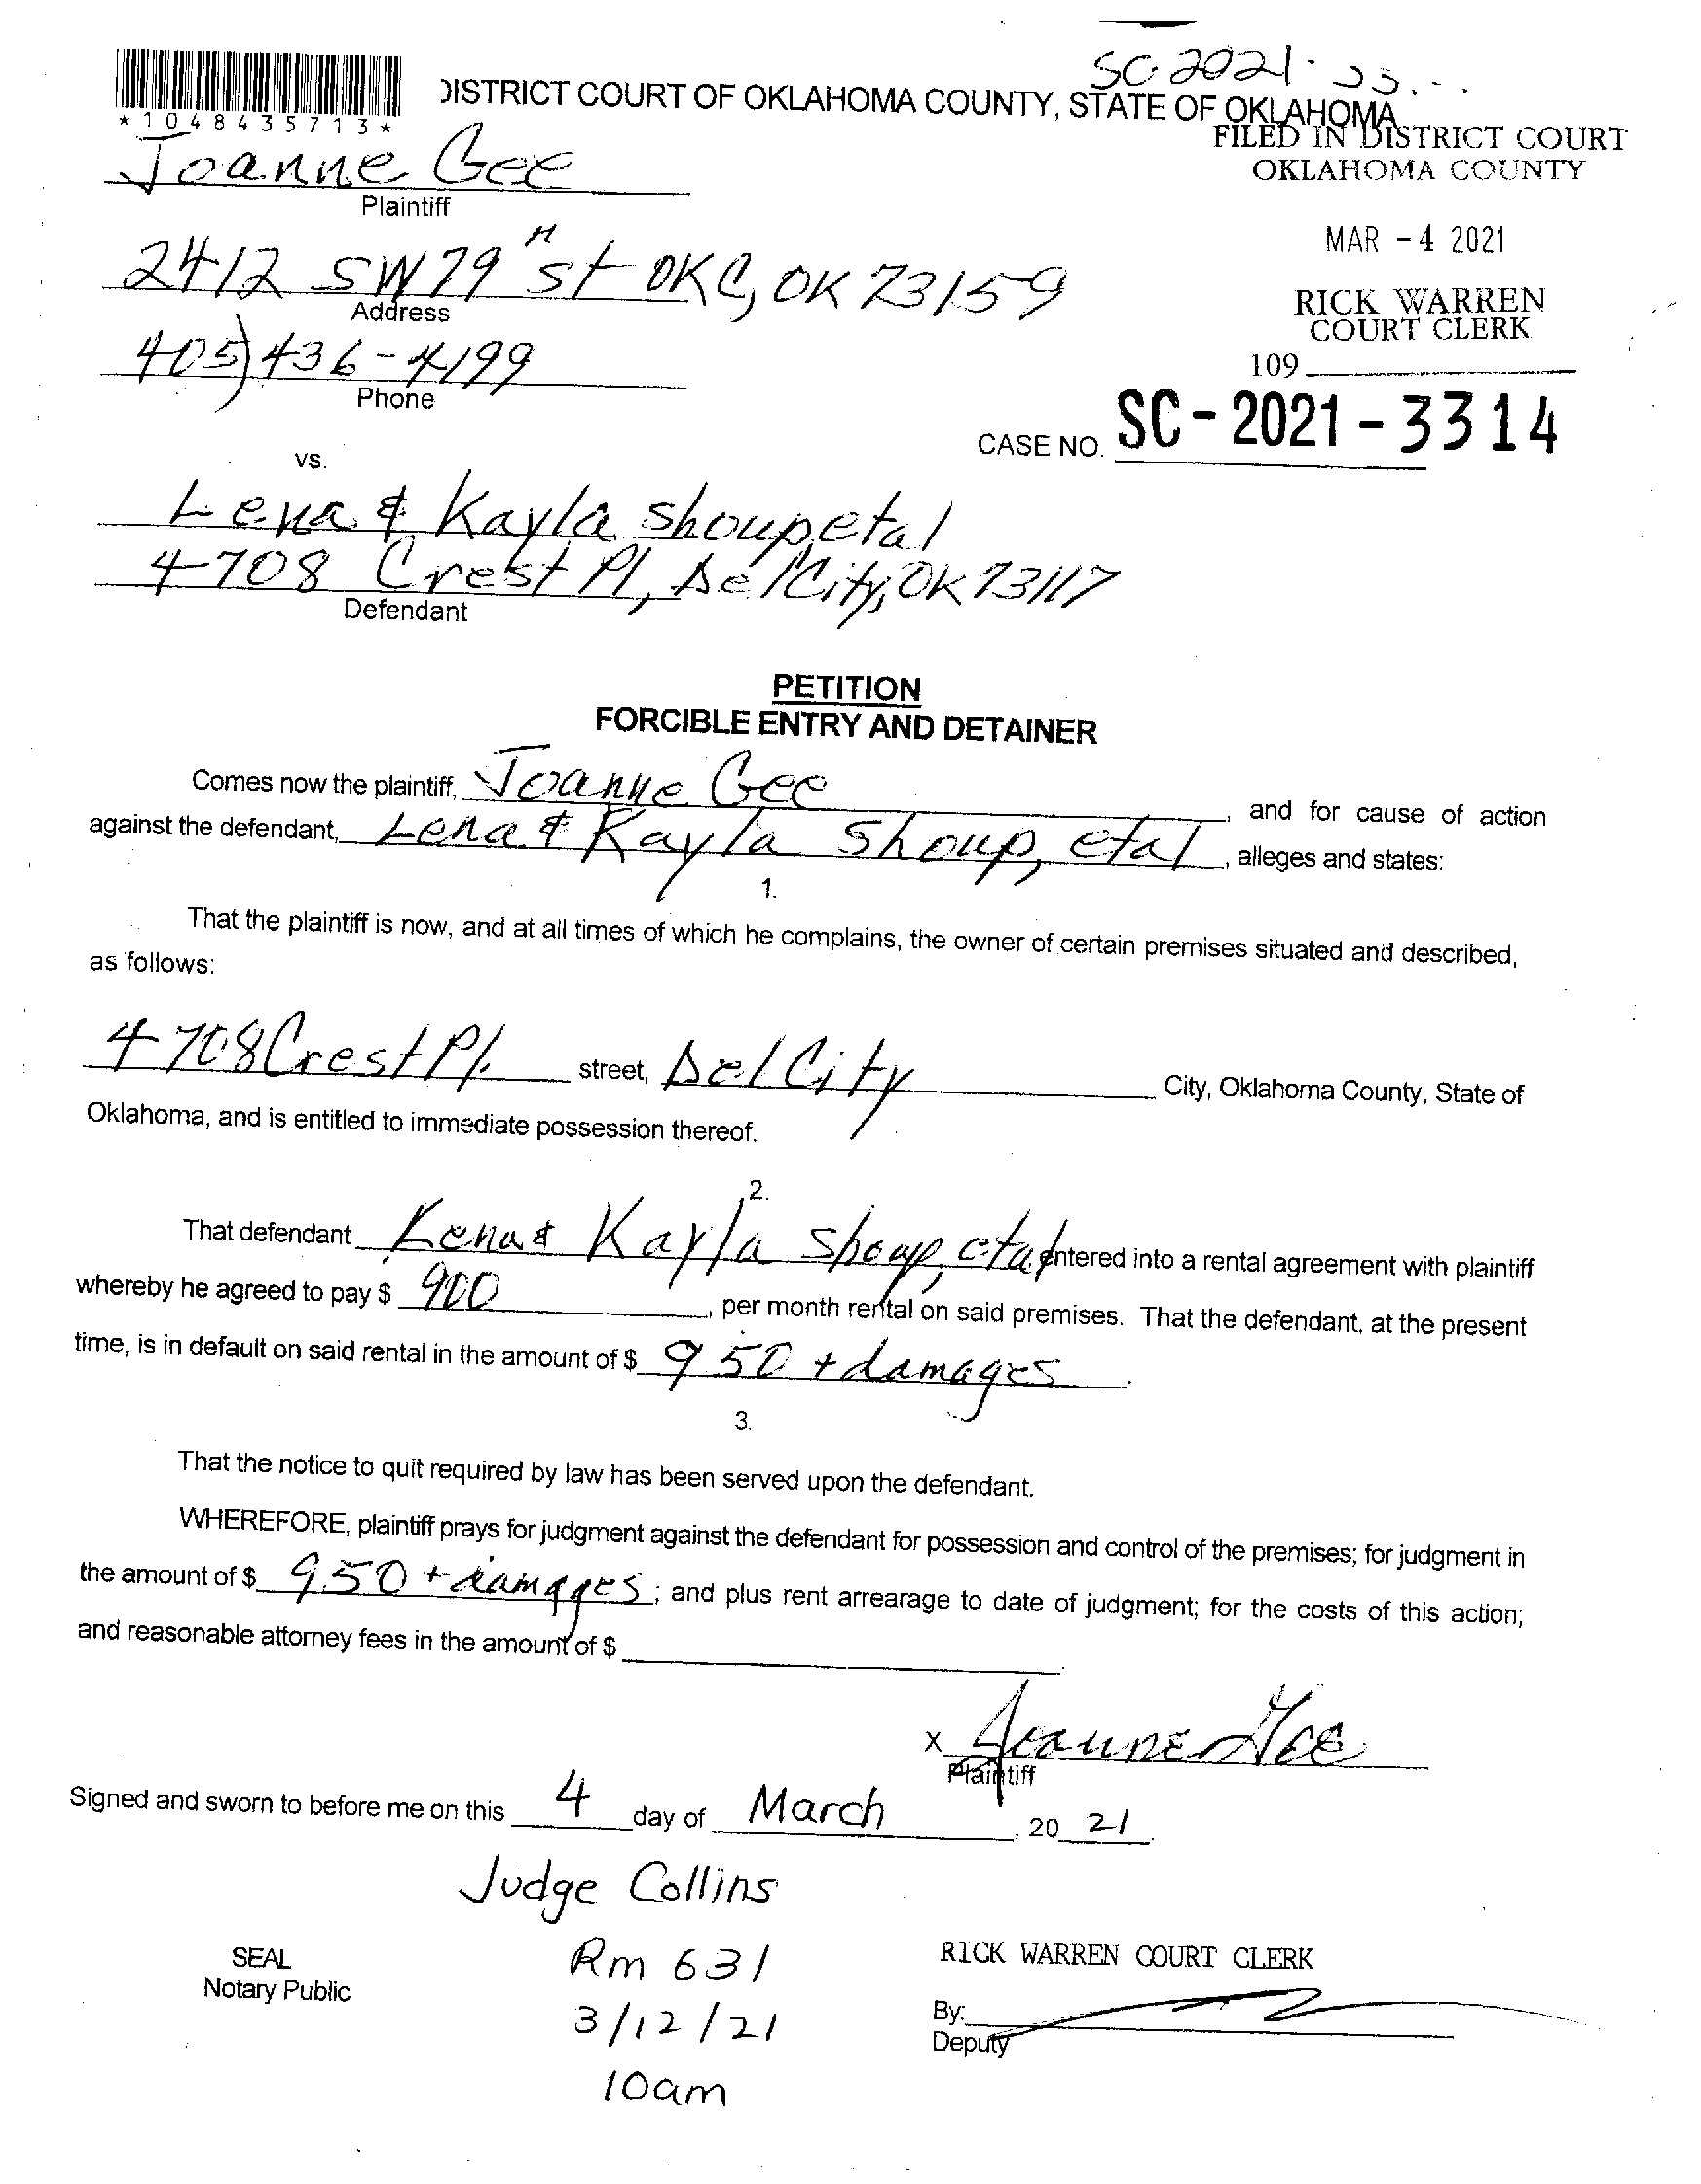 SC 2021
*1048435713*
DISTRICT COURT OF OKLAHOMA COUNTY, STATE OF OKLAHOMA
FILED IN DISTRICT COURT
OKLAHOMA COUNTY
Joanne Gee
Plaintiff
MAR -4 2021
2412 SW 79th St OKC, OK 73159
Address
RICK WARREN
COURT CLERK
405) 436-4199
Phone
109
CASE NO. SC-2021-3314
vs.
Lena & Kayla Shoup, etal
4708 Crest Pl, Del City, OK 73117
Defendant
PETITION
FORCIBLE ENTRY AND DETAINER
Comes now the plaintiff, Joanne Gee, and for cause of action
against the defendant, Lena & Kayla Shoup, etal, alleges and states:
1.
That the plaintiff is now, and at all times of which he complains, the owner of certain premises situated and described,
as follows:
4708 Crest Pl. street, Del City City, Oklahoma County, State of
Oklahoma, and is entitled to immediate possession thereof.
2.
That defendant Lena & Kayla Shoup, etal entered into a rental agreement with plaintiff
whereby he agreed to pay $ 900, per month rental on said premises. That the defendant, at the present
time, is in default on said rental in the amount of $ 950 + damages.
3.
That the notice to quit required by law has been served upon the defendant.
WHEREFORE, plaintiff prays for judgment against the defendant for possession and control of the premises; for judgment in
the amount of $ 950 + damages; and plus rent arrearage to date of judgment; for the costs of this action;
and reasonable attorney fees in the amount of $
x Joanne Gee
Plaintiff
Signed and sworn to before me on this 4 day of March, 20 21.
Judge Collins
SEAL
Notary Public
Rm 631
RICK WARREN COURT CLERK
3/12/21
By:
Deputy
10am